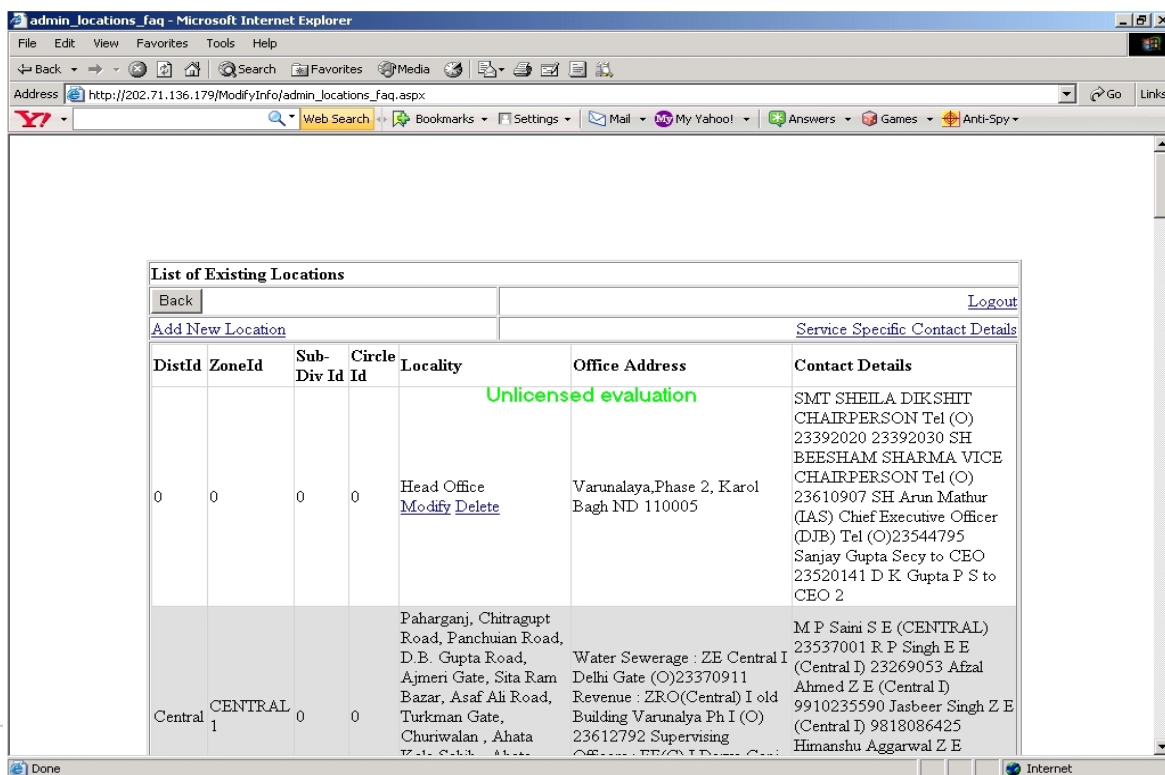 admin_locations_faq - Microsoft Internet Explorer
File Edit View Favorites Tools Help
Back Search Favorites Media
Address http://202.71.136.179/ModifyInfo/admin_locations_faq.aspx Go Links
Y! Web Search Bookmarks Settings Mail My My Yahoo! Answers Games Anti-Spy
List of Existing Locations
Back Logout
Add New Location Service Specific Contact Details
DistId ZoneId Sub-Div Id Circle Id Locality Office Address Contact Details
Unlicensed evaluation
0 0 0 0
Head Office
Modify Delete
Varunalaya,Phase 2, Karol
Bagh ND 110005
SMT SHEILA DIKSHIT
CHAIRPERSON Tel (O)
23392020 23392030 SH
BEESHAM SHARMA VICE
CHAIRPERSON Tel (O)
23610907 SH Arun Mathur
(IAS) Chief Executive Officer
(DJB) Tel (O)23544795
Sanjay Gupta Secy to CEO
23520141 D K Gupta P S to
CEO 2
Central CENTRAL 1 0 0
Paharganj, Chitragupt
Road, Panchuian Road,
D.B. Gupta Road,
Ajmeri Gate, Sita Ram
Bazar, Asaf Ali Road,
Turkman Gate,
Churiwalan , Ahata
Water Sewerage : ZE Central I
Delhi Gate (O)23370911
Revenue : ZRO(Central) I old
Building Varunalya Ph I (O)
23612792 Supervising
M P Saini S E (CENTRAL)
23537001 R P Singh E E
(Central I) 23269053 Afzal
Ahmed Z E (Central I)
9910235590 Jasbeer Singh Z E
(Central I) 9818086425
Himanshu Aggarwal Z E
Done Internet